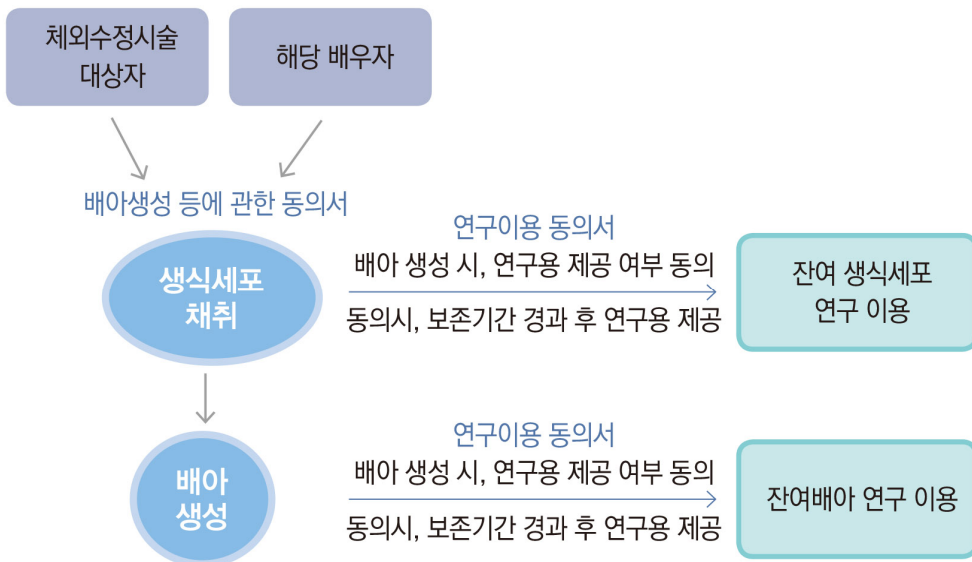 체외수정시술
대상자
해당 배우자
배아생성 등에 관한 동의서
생식세포
채취
연구이용 동의서
배아 생성 시, 연구용 제공 여부 동의
동의시, 보존기간 경과 후 연구용 제공
잔여 생식세포
연구 이용
배아
생성
연구이용 동의서
배아 생성 시, 연구용 제공 여부 동의
동의시, 보존기간 경과 후 연구용 제공
잔여배아 연구 이용